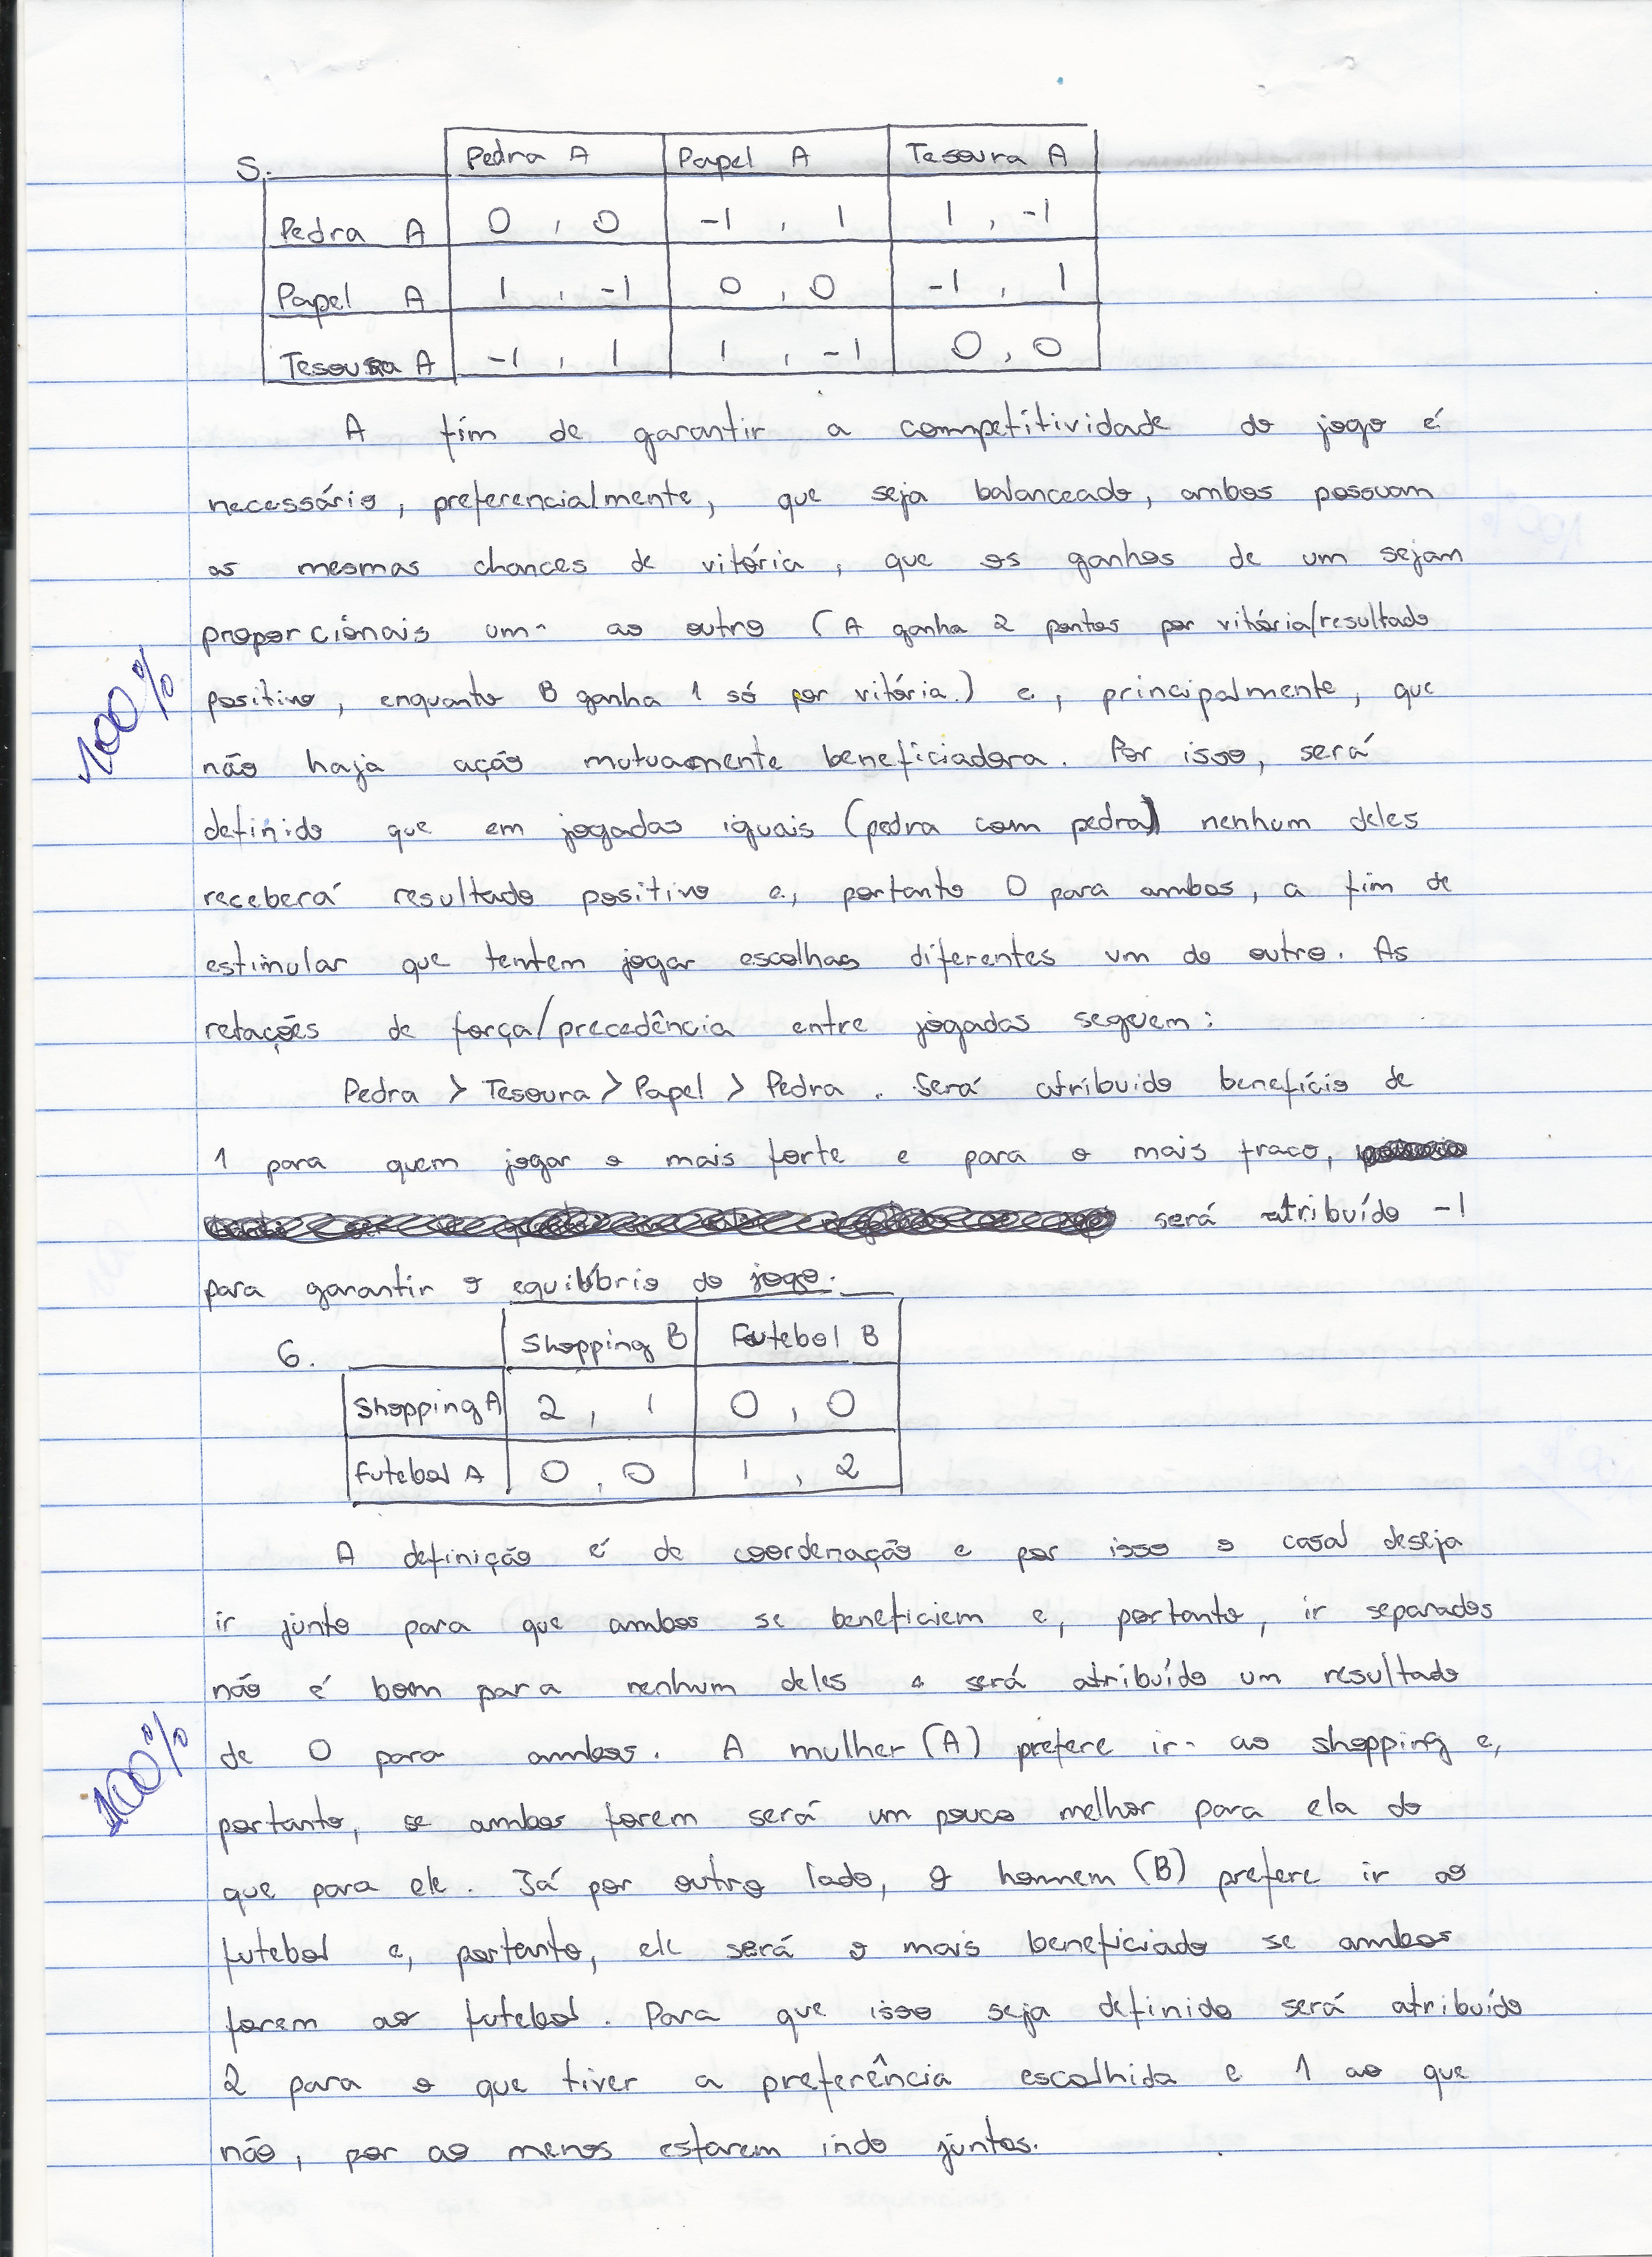 5. Pedra A Papel A Tesoura A
Pedra A 0 , 0 -1 , 1 1 , -1
Papel A 1 , -1 0 , 0 -1 , 1
Tesoura A -1 , 1 1 , -1 0 , 0
A fim de garantir a competitividade do jogo é
necessário, preferencialmente, que seja balanceado, ambos possuam
as mesmas chances de vitória, que os ganhos de um sejam
proporcionais um ao outro (A ganha 2 pontos por vitória/resultado
positivo, enquanto B ganha 1 só por vitória.) e, principalmente, que
100%
não haja ação mutuamente beneficiadora. Por isso, será
definido que em jogadas iguais (pedra com pedra) nenhum deles
receberá resultado positivo e, portanto 0 para ambos, a fim de
estimular que tentem jogar escolhas diferentes um do outro. As
relações de força/precedência entre jogadas seguem:
Pedra > Tesoura > Papel > Pedra. Será atribuido benefício de
1 para quem jogar o mais forte e para o mais fraco,
será atribuído -1
para garantir o equilíbrio do jogo.
6. Shopping B Futebol B
Shopping A 2 , 1 0 , 0
Futebol A 0 , 0 1 , 2
A definição é de coordenação e por isso o casal deseja
ir junto para que ambos se beneficiem e, portanto, ir separados
não é bom para nenhum deles e será atribuído um resultado
de 0 para ambos. A mulher (A) prefere ir ao shopping e,
100%
portanto, se ambos forem será um pouco melhor para ela do
que para ele. Já por outro lado, o homem (B) prefere ir ao
futebol e, portanto, ele será o mais beneficiado se ambos
forem ao futebol. Para que isso seja definido será atribuído
2 para o que tiver a preferência escolhida e 1 ao que
não, por ao menos estarem indo juntos.